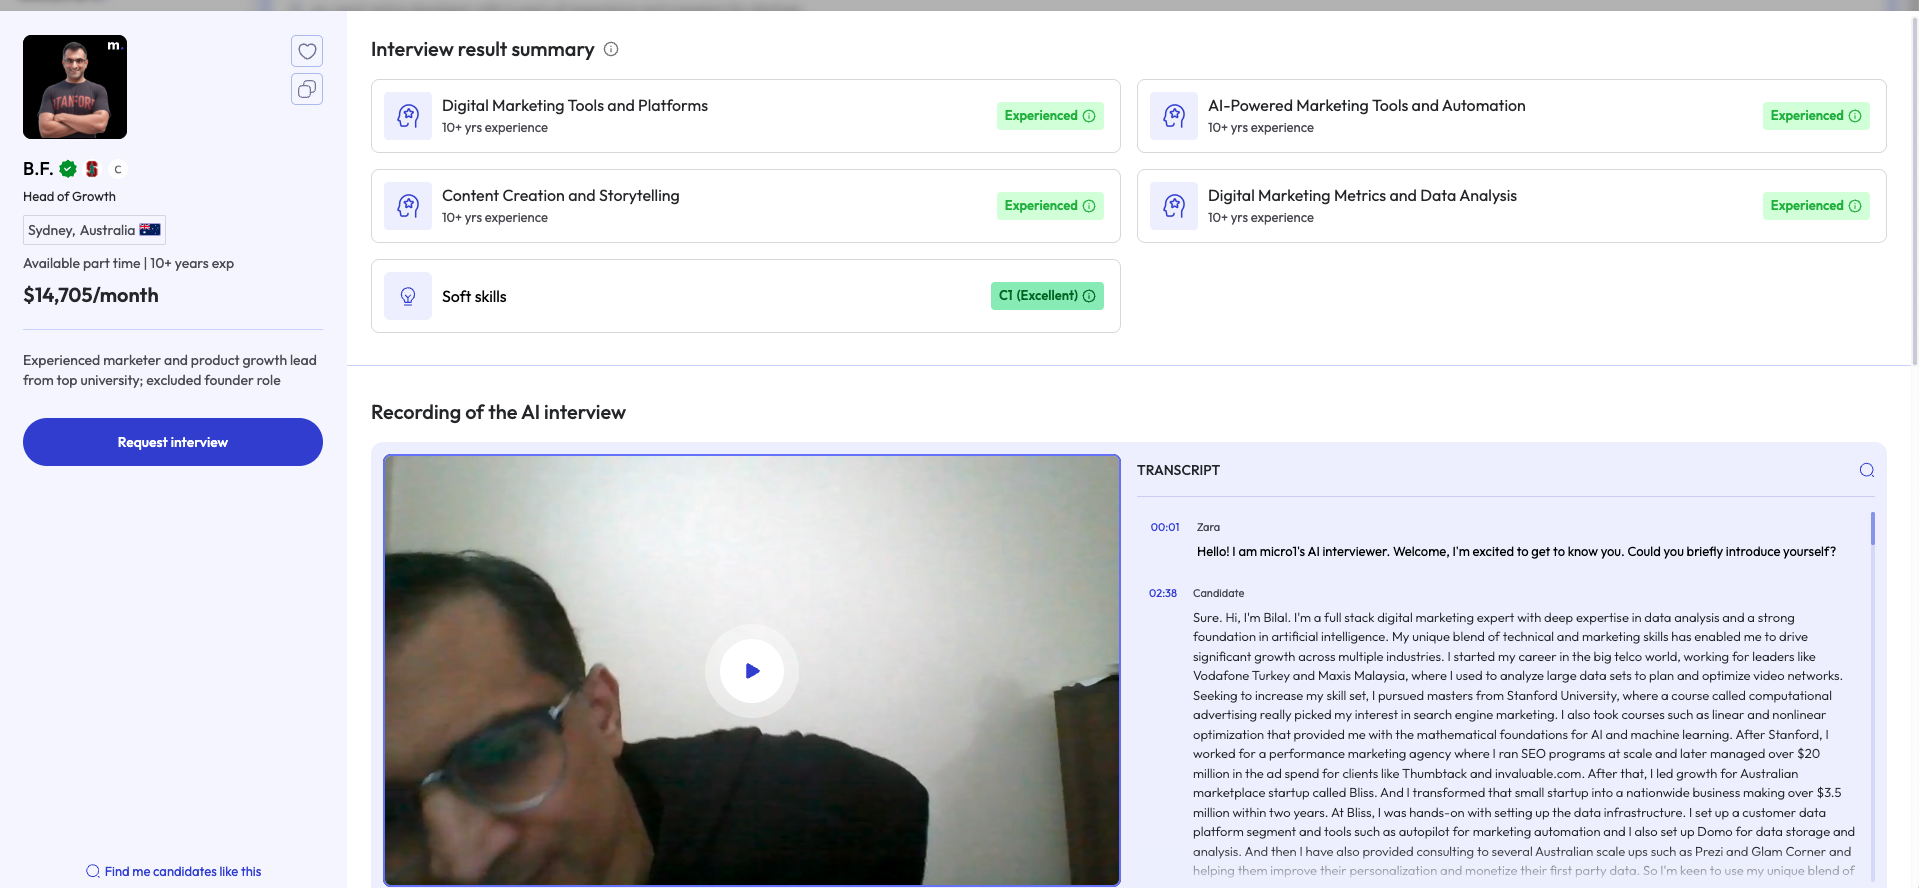 m.
STANFORD
B.F.
S
C
Head of Growth
Sydney, Australia
Available part time | 10+ years exp
$14,705/month
Experienced marketer and product growth lead
from top university; excluded founder role
Request interview
Find me candidates like this
Interview result summary
Digital Marketing Tools and Platforms
10+ yrs experience
Experienced
AI-Powered Marketing Tools and Automation
10+ yrs experience
Experienced
Content Creation and Storytelling
10+ yrs experience
Experienced
Digital Marketing Metrics and Data Analysis
10+ yrs experience
Experienced
Soft skills
C1 (Excellent)
Recording of the AI interview
TRANSCRIPT
00:01 Zara
Hello! I am micro1's AI interviewer. Welcome, I'm excited to get to know you. Could you briefly introduce yourself?
02:38 Candidate
Sure. Hi, I'm Bilal. I'm a full stack digital marketing expert with deep expertise in data analysis and a strong
foundation in artificial intelligence. My unique blend of technical and marketing skills has enabled me to drive
significant growth across multiple industries. I started my career in the big telco world, working for leaders like
Vodafone Turkey and Maxis Malaysia, where I used to analyze large data sets to plan and optimize video networks.
Seeking to increase my skill set, I pursued masters from Stanford University, where a course called computational
advertising really picked my interest in search engine marketing. I also took courses such as linear and nonlinear
optimization that provided me with the mathematical foundations for AI and machine learning. After Stanford, I
worked for a performance marketing agency where I ran SEO programs at scale and later managed over $20
million in the ad spend for clients like Thumbtack and invaluable.com. After that, I led growth for Australian
marketplace startup called Bliss. And I transformed that small startup into a nationwide business making over $3.5
million within two years. At Bliss, I was hands-on with setting up the data infrastructure. I set up a customer data
platform segment and tools such as autopilot for marketing automation and I also set up Domo for data storage and
analysis. And then I have also provided consulting to several Australian scale ups such as Prezi and Glam Corner and
helping them improve their personalization and monetize their first party data. So I'm keen to use my unique blend of